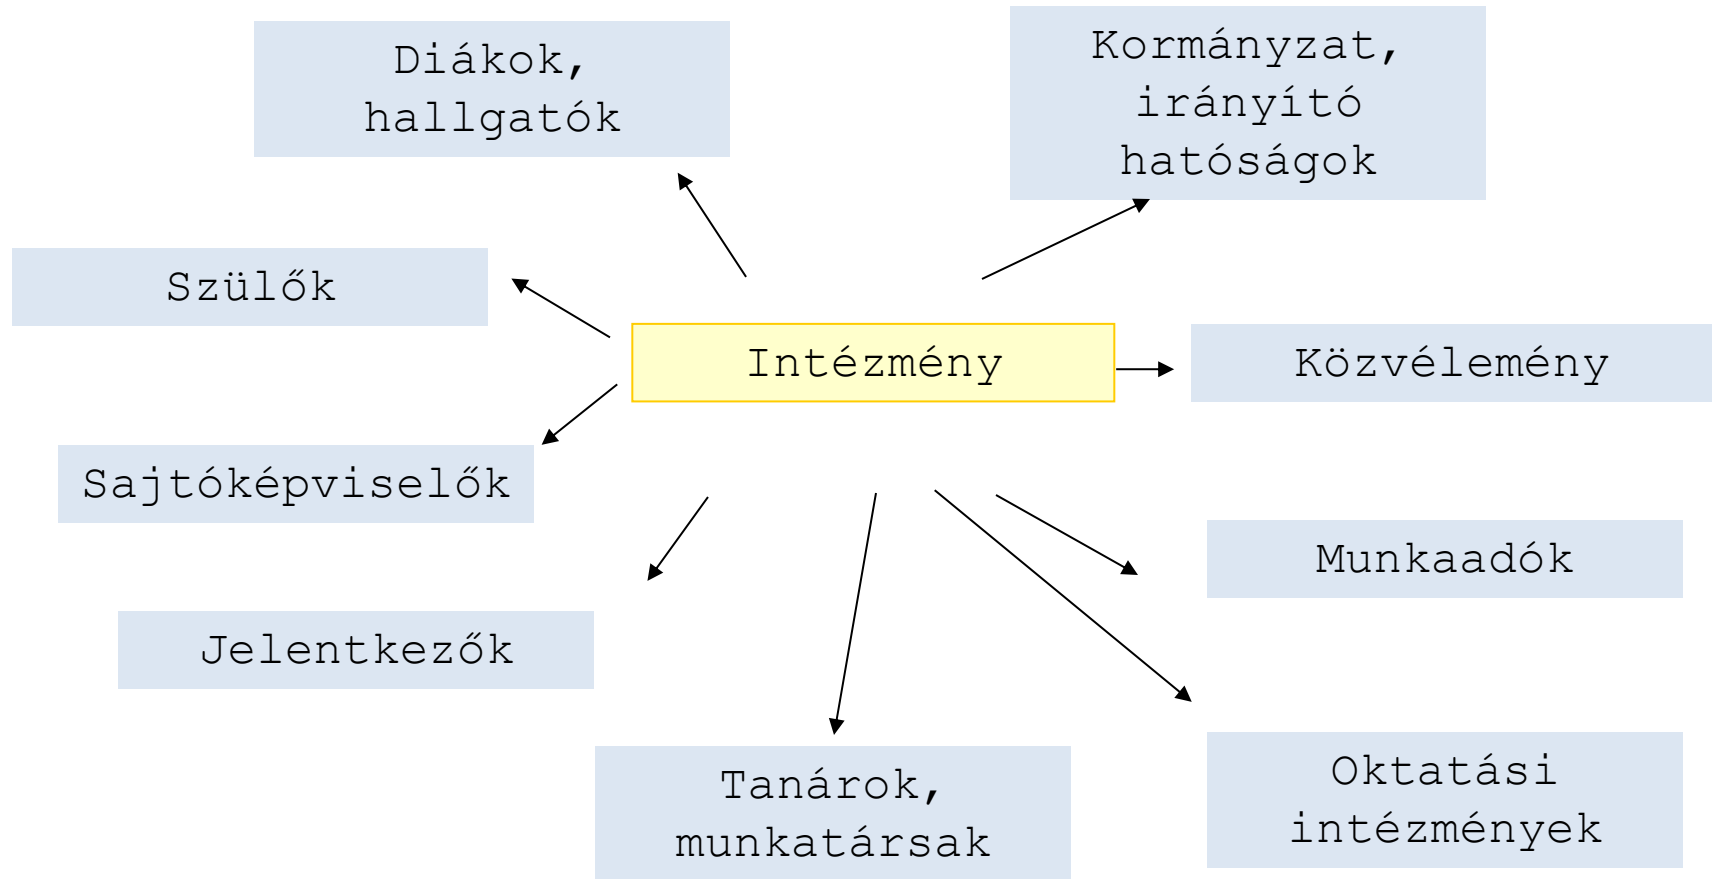 Diákok,
hallgatók
Kormányzat,
irányító
hatóságok
Szülők
Intézmény
Közvélemény
Sajtóképviselők
Munkaadók
Jelentkezők
Tanárok,
munkatársak
Oktatási
intézmények